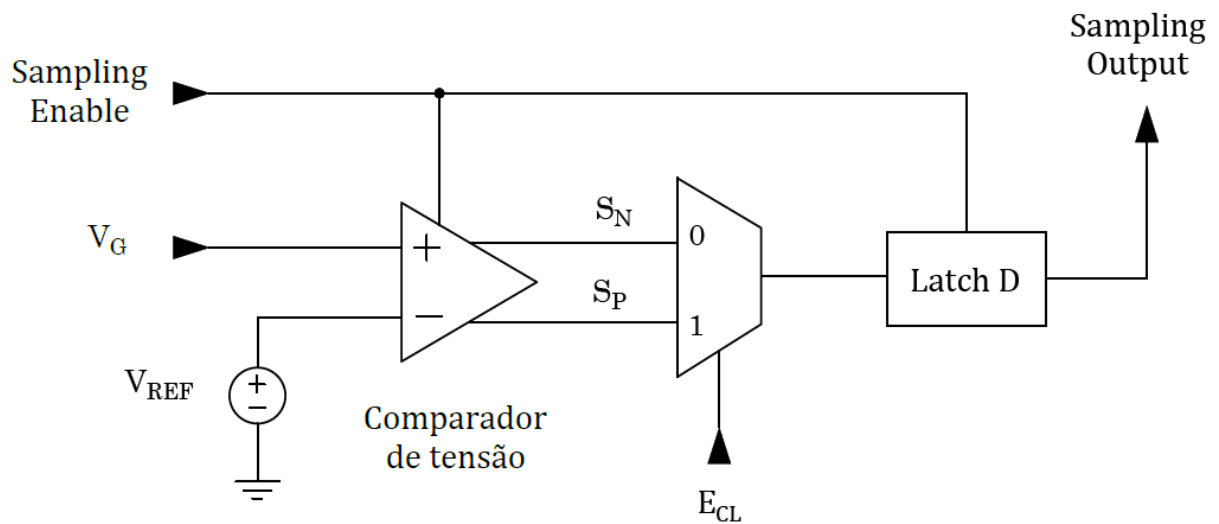 Sampling
Output
Sampling
Enable
V_G
+
−
S_N
S_P
0
1
Latch D
V_REF
+
−
Comparador
de tensão
E_CL